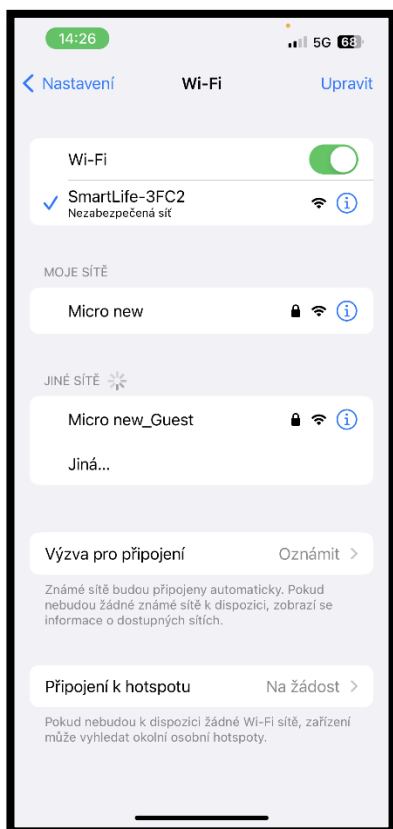 14:26
5G 68
Nastavení Wi-Fi Upravit
Wi-Fi
SmartLife-3FC2
Nezabezpečená síť
MOJE SÍTĚ
Micro new
JINÉ SÍTĚ
Micro new_Guest
Jiná...
Výzva pro připojení Oznámit
Známé sítě budou připojeny automaticky. Pokud
nebudou žádné známé sítě k dispozici, zobrazí se
informace o dostupných sítích.
Připojení k hotspotu Na žádost
Pokud nebudou k dispozici žádné Wi-Fi sítě, zařízení
může vyhledat okolní osobní hotspoty.